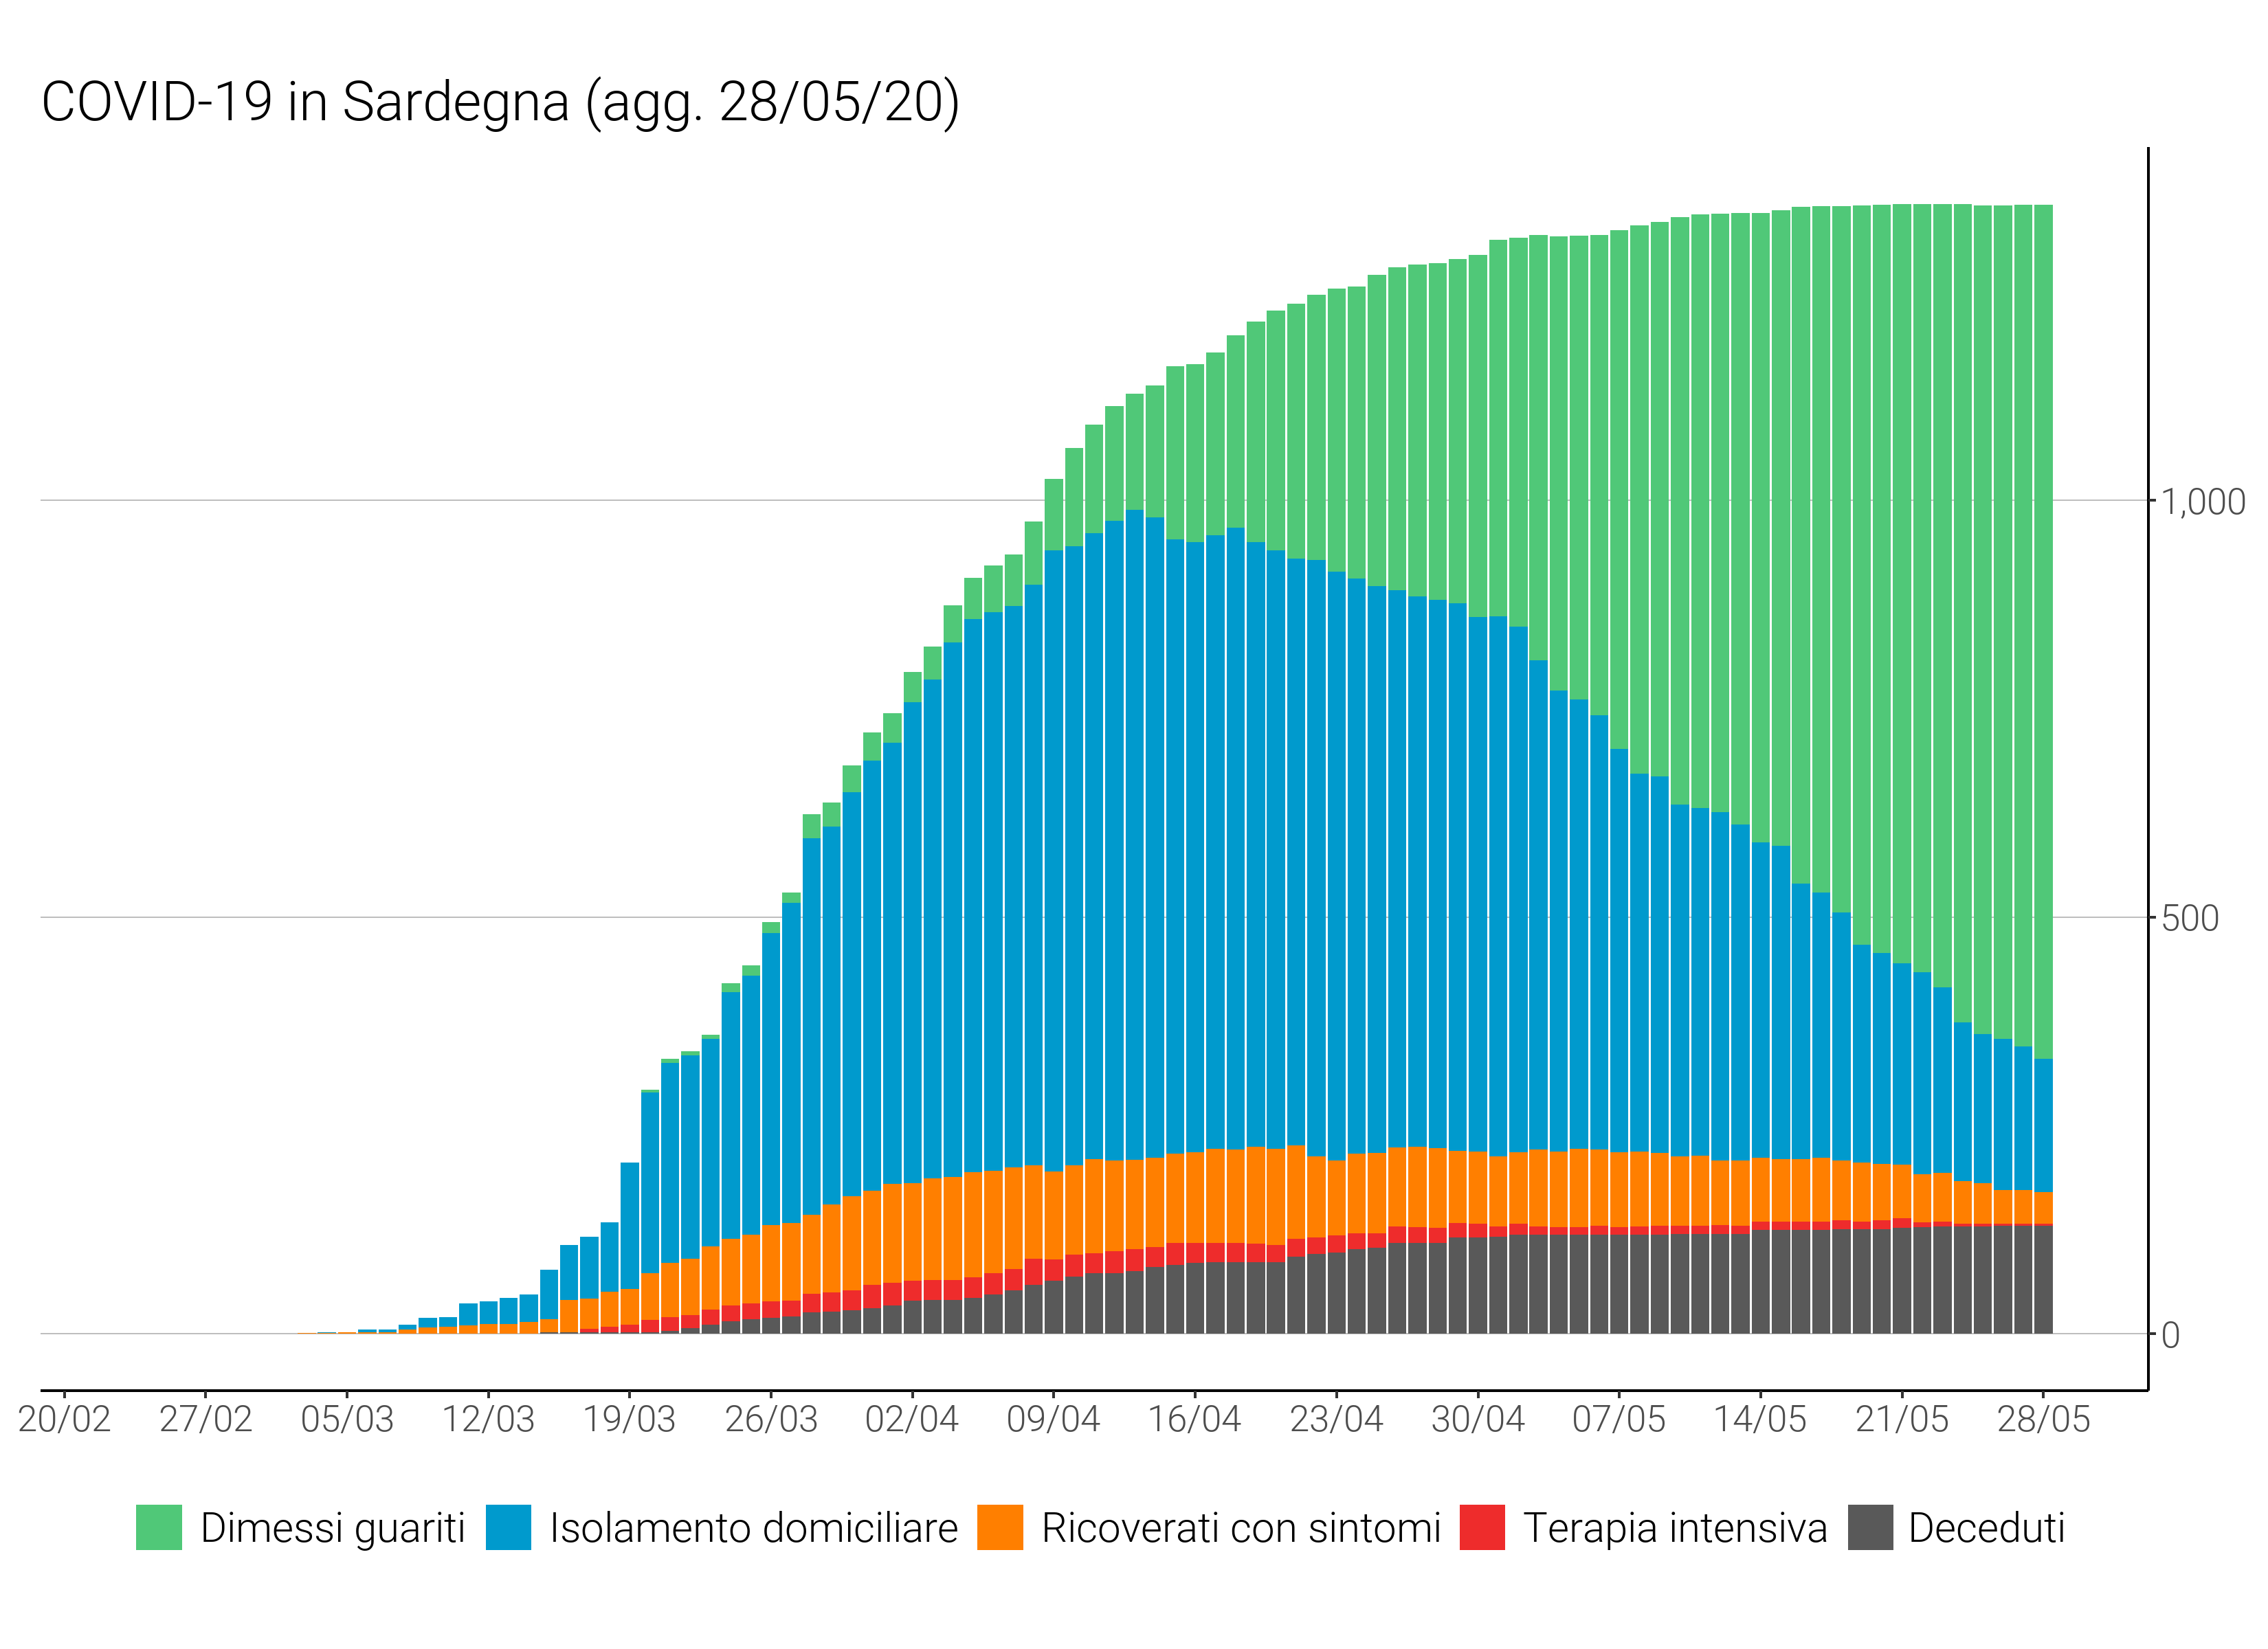 COVID-19 in Sardegna (agg. 28/05/20)
1,000
500
0
20/02 27/02 05/03 12/03 19/03 26/03 02/04 09/04 16/04 23/04 30/04 07/05 14/05 21/05 28/05
Dimessi guariti Isolamento domiciliare Ricoverati con sintomi Terapia intensiva Deceduti